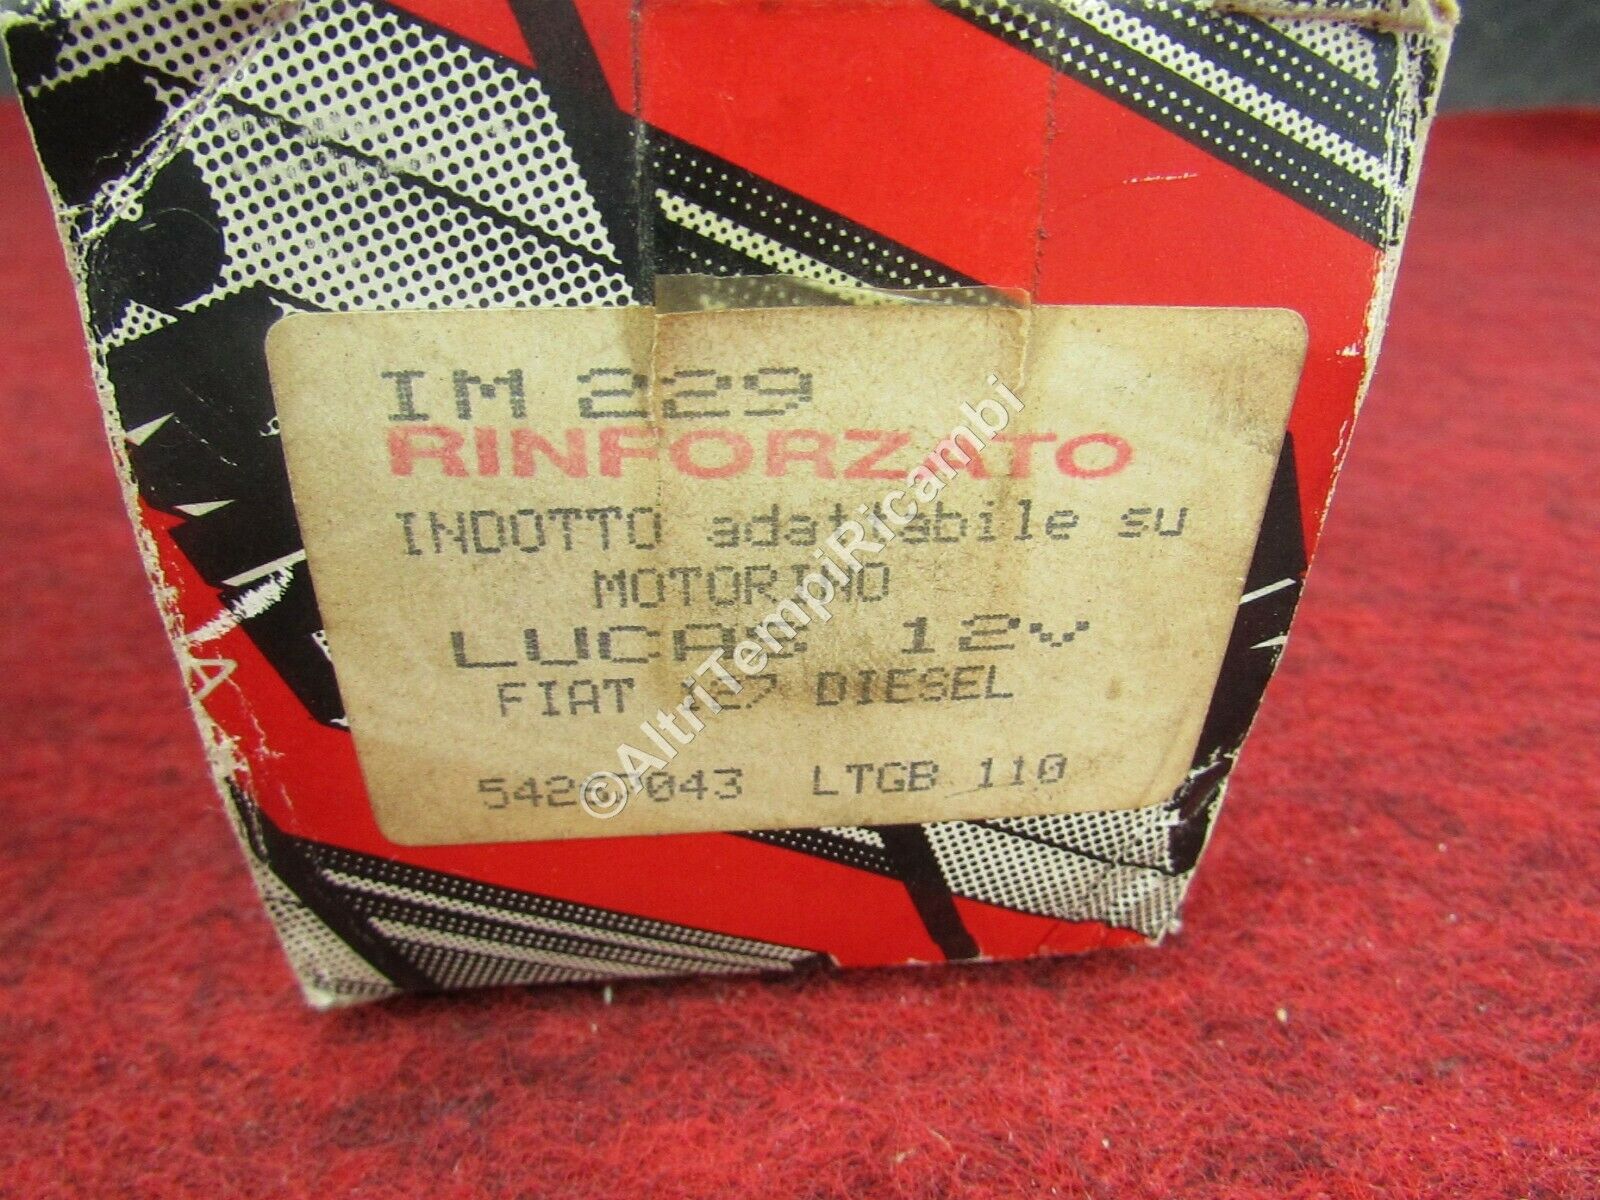 IM 229
RINFORZATO
INDOTTO adattabile su
MOTORINO
LUCAS 12V
FIAT 127 DIESEL
LTGB 110
©AltriTempiRicambi
A